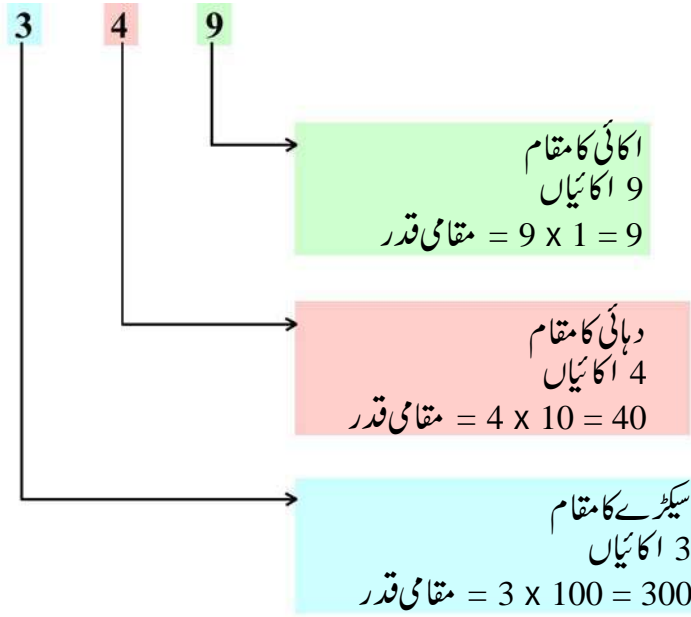 3 4 9
اکائی کا مقام
9 اکائیاں
مقامی قدر = 9 x 1 = 9
دہائی کا مقام
4 اکائیاں
مقامی قدر = 4 x 10 = 40
سیکڑے کا مقام
3 اکائیاں
مقامی قدر = 3 x 100 = 300